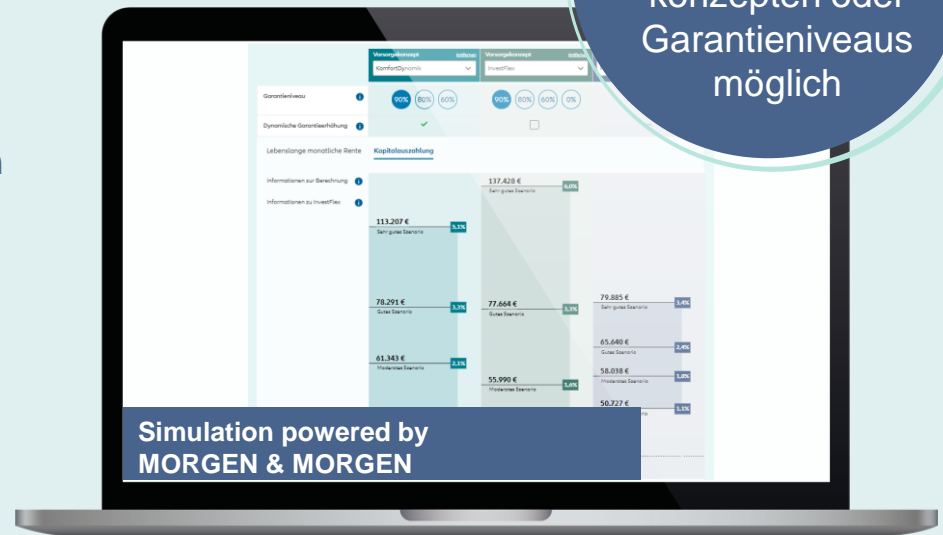 konzepten oder
Garantieniveaus
möglich
Vorsorgekonzept
Vorsorgekonzept
KomfortDynamik
InvestFlex
Garantieniveau
90% 80% 60%
90% 80% 60% 0%
Dynamische Garantieerhöhung
Lebenslange monatliche Rente Kapitalauszahlung
Informationen zur Berechnung
Informationen zu InvestFlex
137.428 €
6,0%
Sehr gutes Szenario
113.207 €
5,1%
Sehr gutes Szenario
78.291 €
3,3%
Gutes Szenario
77.664 €
3,3%
Gutes Szenario
79.885 €
3,4%
Sehr gutes Szenario
65.640 €
2,4%
Gutes Szenario
61.343 €
2,1%
Moderates Szenario
58.038 €
1,8%
Moderates Szenario
55.990 €
1,6%
Moderates Szenario
50.727 €
1,1%
Simulation powered by
MORGEN & MORGEN